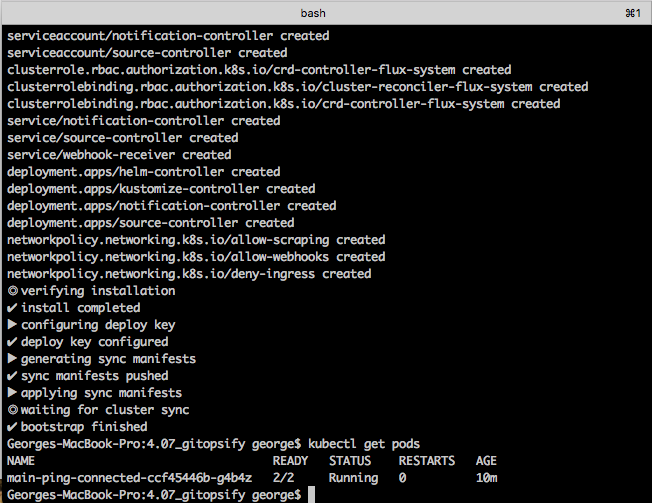 bash ⌘1
serviceaccount/notification-controller created
serviceaccount/source-controller created
clusterrole.rbac.authorization.k8s.io/crd-controller-flux-system created
clusterrolebinding.rbac.authorization.k8s.io/cluster-reconciler-flux-system created
clusterrolebinding.rbac.authorization.k8s.io/crd-controller-flux-system created
service/notification-controller created
service/source-controller created
service/webhook-receiver created
deployment.apps/helm-controller created
deployment.apps/kustomize-controller created
deployment.apps/notification-controller created
deployment.apps/source-controller created
networkpolicy.networking.k8s.io/allow-scraping created
networkpolicy.networking.k8s.io/allow-webhooks created
networkpolicy.networking.k8s.io/deny-ingress created
◎ verifying installation
✔ install completed
► configuring deploy key
✔ deploy key configured
► generating sync manifests
✔ sync manifests pushed
► applying sync manifests
◎ waiting for cluster sync
✔ bootstrap finished
Georges-MacBook-Pro:4.07_gitopsify george$ kubectl get pods
NAME READY STATUS RESTARTS AGE
main-ping-connected-ccf45446b-g4b4z 2/2 Running 0 10m
Georges-MacBook-Pro:4.07_gitopsify george$